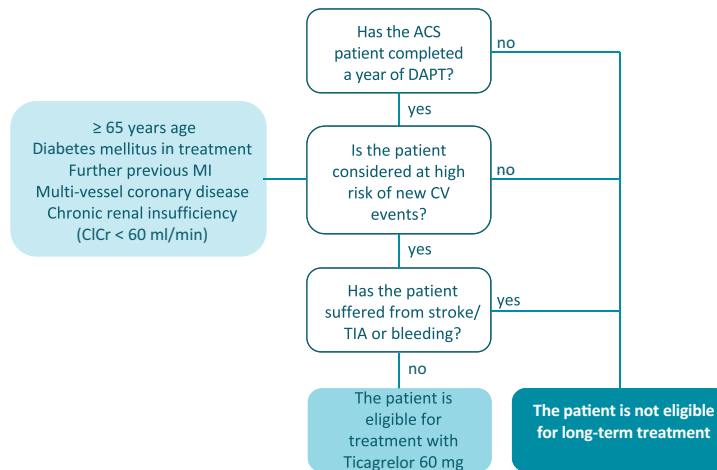 Has the ACS
patient completed
a year of DAPT?
no
yes
≥ 65 years age
Diabetes mellitus in treatment
Further previous MI
Multi-vessel coronary disease
Chronic renal insufficiency
(ClCr < 60 ml/min)
Is the patient
considered at high
risk of new CV
events?
no
yes
Has the patient
suffered from stroke/
TIA or bleeding?
yes
no
The patient is
eligible for
treatment with
Ticagrelor 60 mg
The patient is not eligible
for long-term treatment